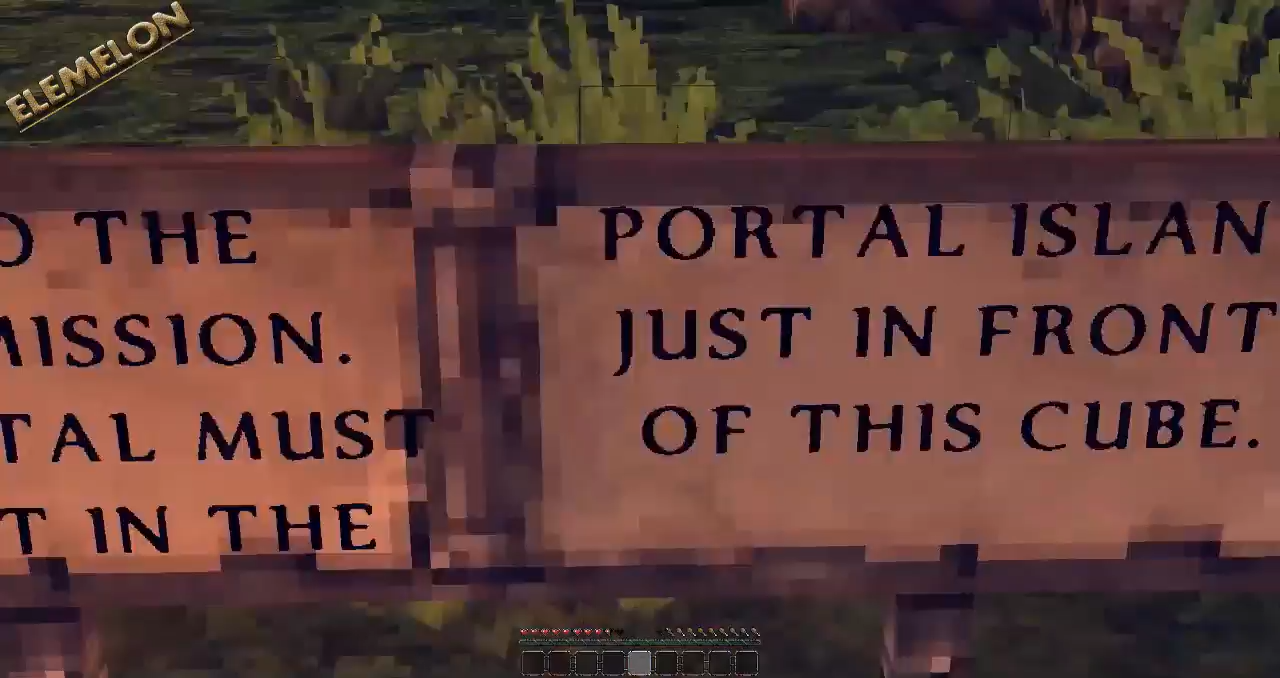 ELEMELON
O THE
MISSION.
TAL MUST
T IN THE
PORTAL ISLAN
JUST IN FRONT
OF THIS CUBE.